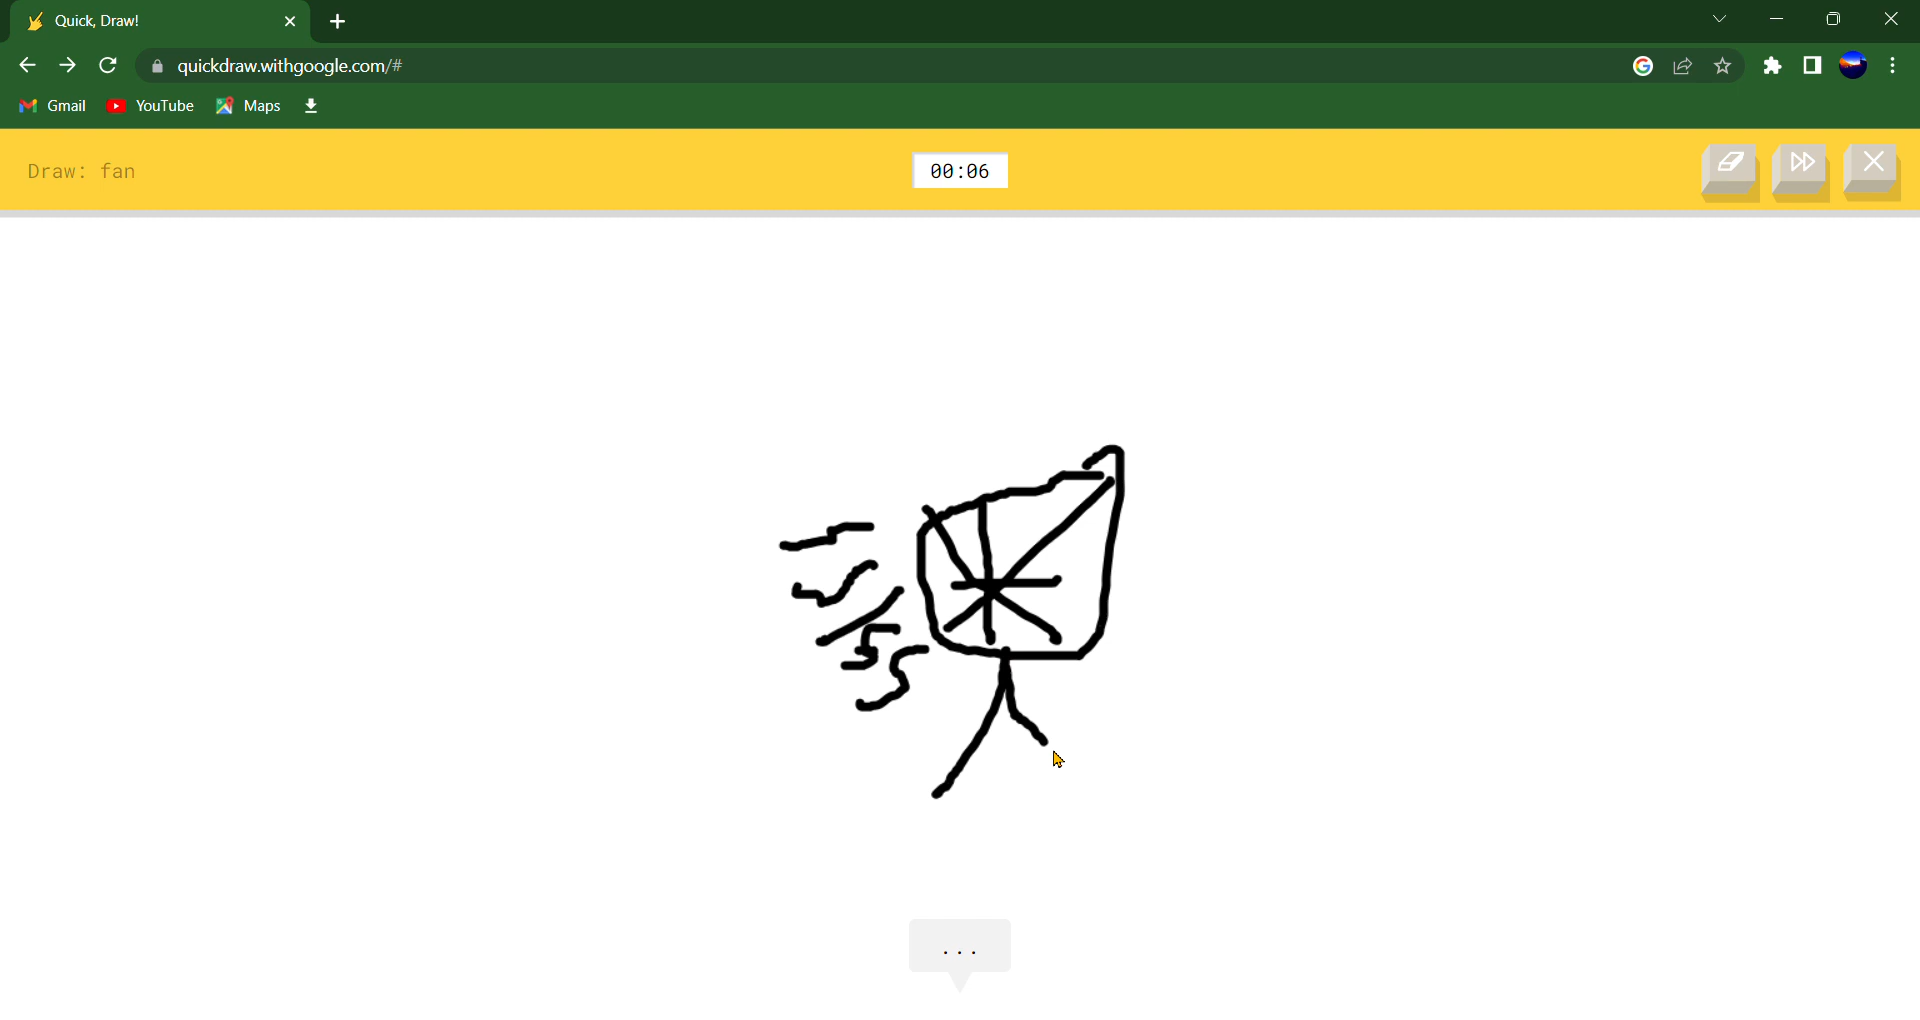 Quick, Draw!
quickdraw.withgoogle.com/#
Gmail YouTube Maps
Draw: fan
00:06
...